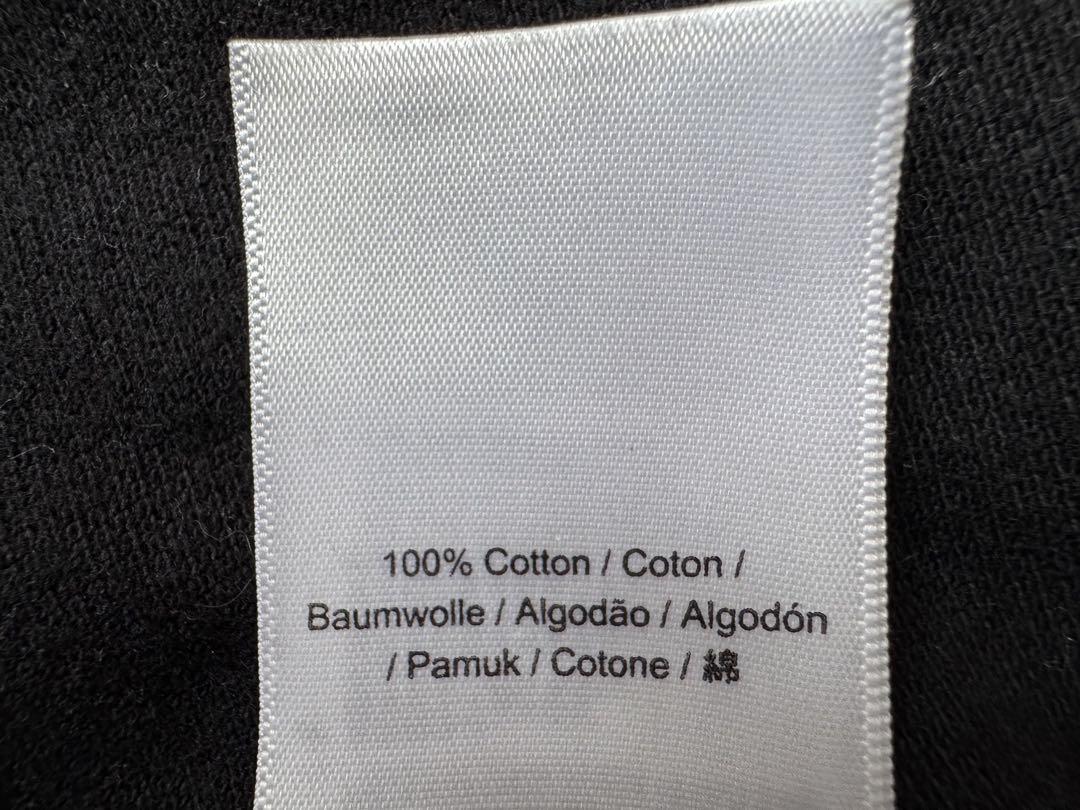 100% Cotton / Coton /
Baumwolle / Algodão / Algodón
/ Pamuk / Cotone / 綿